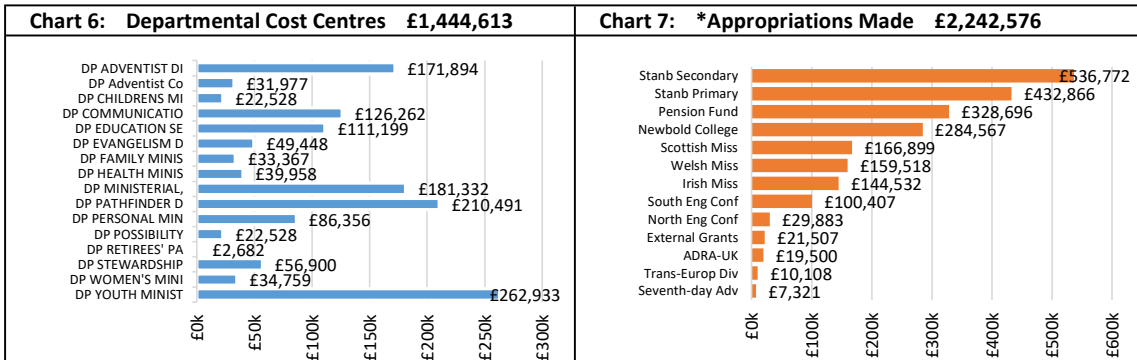 Chart 6: Departmental Cost Centres £1,444,613
DP ADVENTIST DI £171,894
DP Adventist Co £31,977
DP CHILDRENS MI £22,528
DP COMMUNICATIO £126,262
DP EDUCATION SE £111,199
DP EVANGELISM D £49,448
DP FAMILY MINIS £33,367
DP HEALTH MINIS £39,958
DP MINISTERIAL, £181,332
DP PATHFINDER D £210,491
DP PERSONAL MIN £86,356
DP POSSIBILITY £22,528
DP RETIREES' PA £2,682
DP STEWARDSHIP £56,900
DP WOMEN'S MINI £34,759
DP YOUTH MINIST £262,933
£0k £50k £100k £150k £200k £250k £300k
Chart 7: *Appropriations Made £2,242,576
Stanb Secondary £536,772
Stanb Primary £432,866
Pension Fund £328,696
Newbold College £284,567
Scottish Miss £166,899
Welsh Miss £159,518
Irish Miss £144,532
South Eng Conf £100,407
North Eng Conf £29,883
External Grants £21,507
ADRA-UK £19,500
Trans-Europ Div £10,108
Seventh-day Adv £7,321
£0k £100k £200k £300k £400k £500k £600k